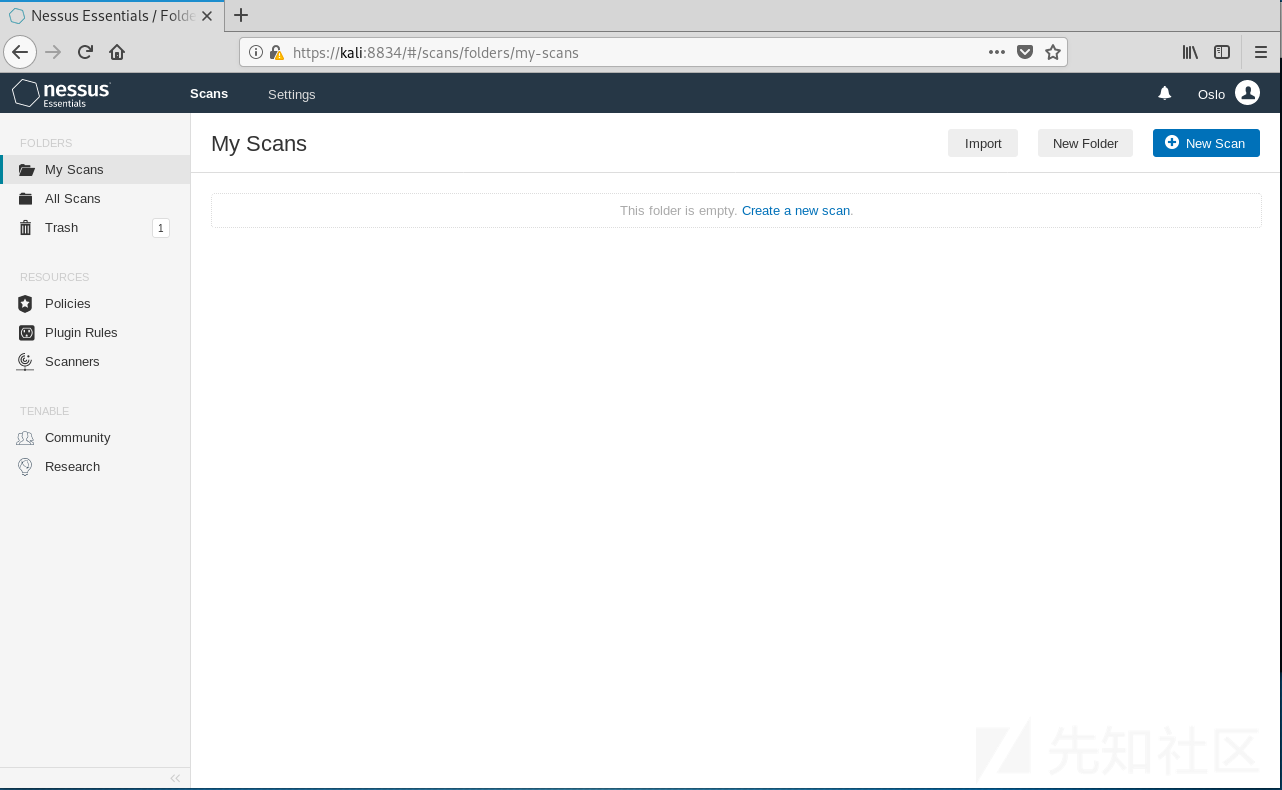 Nessus Essentials / Folde
https://kali:8834/#/scans/folders/my-scans
nessus
Essentials
Scans
Settings
Oslo
FOLDERS
My Scans
All Scans
Trash
1
RESOURCES
Policies
Plugin Rules
Scanners
TENABLE
Community
Research
My Scans
Import
New Folder
New Scan
This folder is empty. Create a new scan.
先知社区